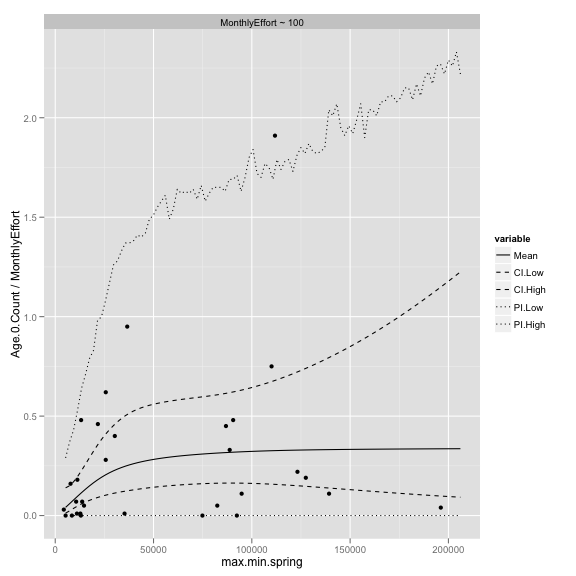 MonthlyEffort ~ 100
2.0
1.5
1.0
0.5
0.0
Age.0.Count / MonthlyEffort
0
50000
100000
150000
200000
max.min.spring
variable
Mean
CI.Low
CI.High
PI.Low
PI.High